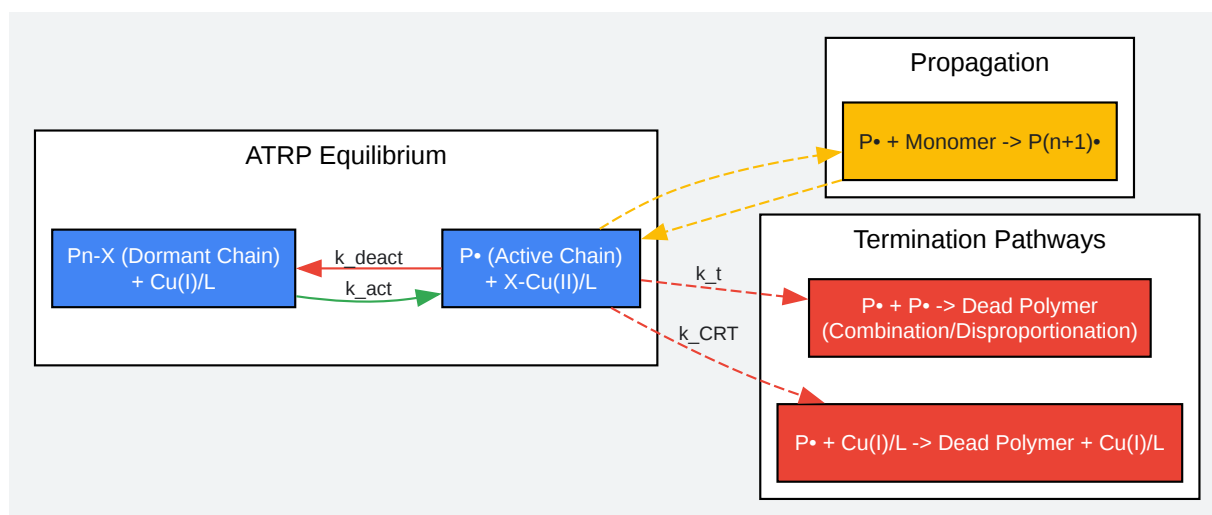 Propagation
P• + Monomer -> P(n+1)•
ATRP Equilibrium
Pn-X (Dormant Chain)
+ Cu(I)/L
k_deact
k_act
P• (Active Chain)
+ X-Cu(II)/L
k_t
k_CRT
Termination Pathways
P• + P• -> Dead Polymer
(Combination/Disproportionation)
P• + Cu(I)/L -> Dead Polymer + Cu(I)/L